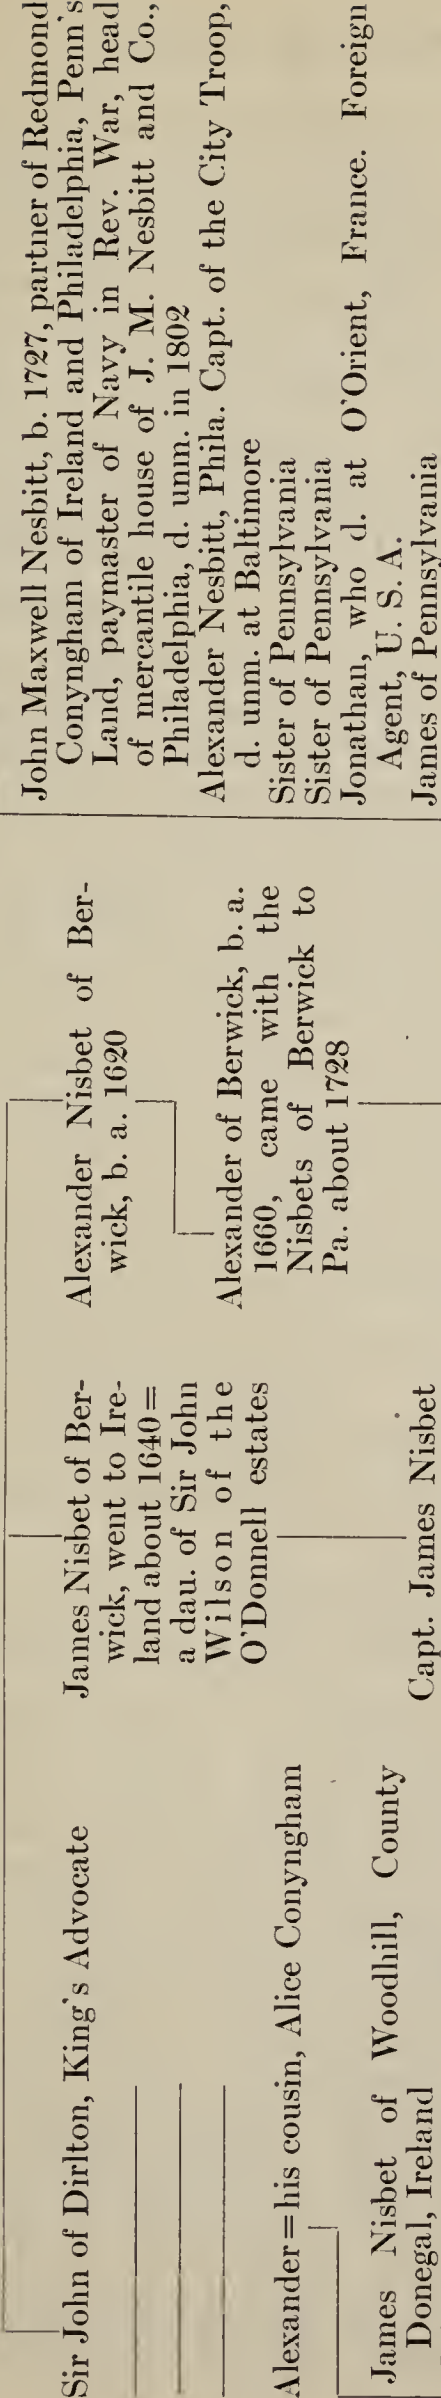 Sir John of Dirlton, King's Advocate
Alexander=his cousin, Alice Conyngham
James Nisbet of Woodhill, County
Donegal, Ireland
James Nisbet of Ber-
wick, went to Ire-
land about 1640=
a dau. of Sir John
Wilson of the
O'Donnell estates
Capt. James Nisbet
Alexander Nisbet of Ber-
wick, b. a. 1620
Alexander of Berwick, b. a.
1660, came with the
Nisbets of Berwick to
Pa. about 1728
John Maxwell Nesbitt, b. 1727, partner of Redmond
Conyngham of Ireland and Philadelphia, Penn's
Land, paymaster of Navy in Rev. War, head
of mercantile house of J. M. Nesbitt and Co.,
Philadelphia, d. unm. in 1802
Alexander Nesbitt, Phila. Capt. of the City Troop,
d. unm. at Baltimore
Sister of Pennsylvania
Sister of Pennsylvania
Jonathan, who d. at O'Orient, France. Foreign
Agent, U. S. A.
James of Pennsylvania